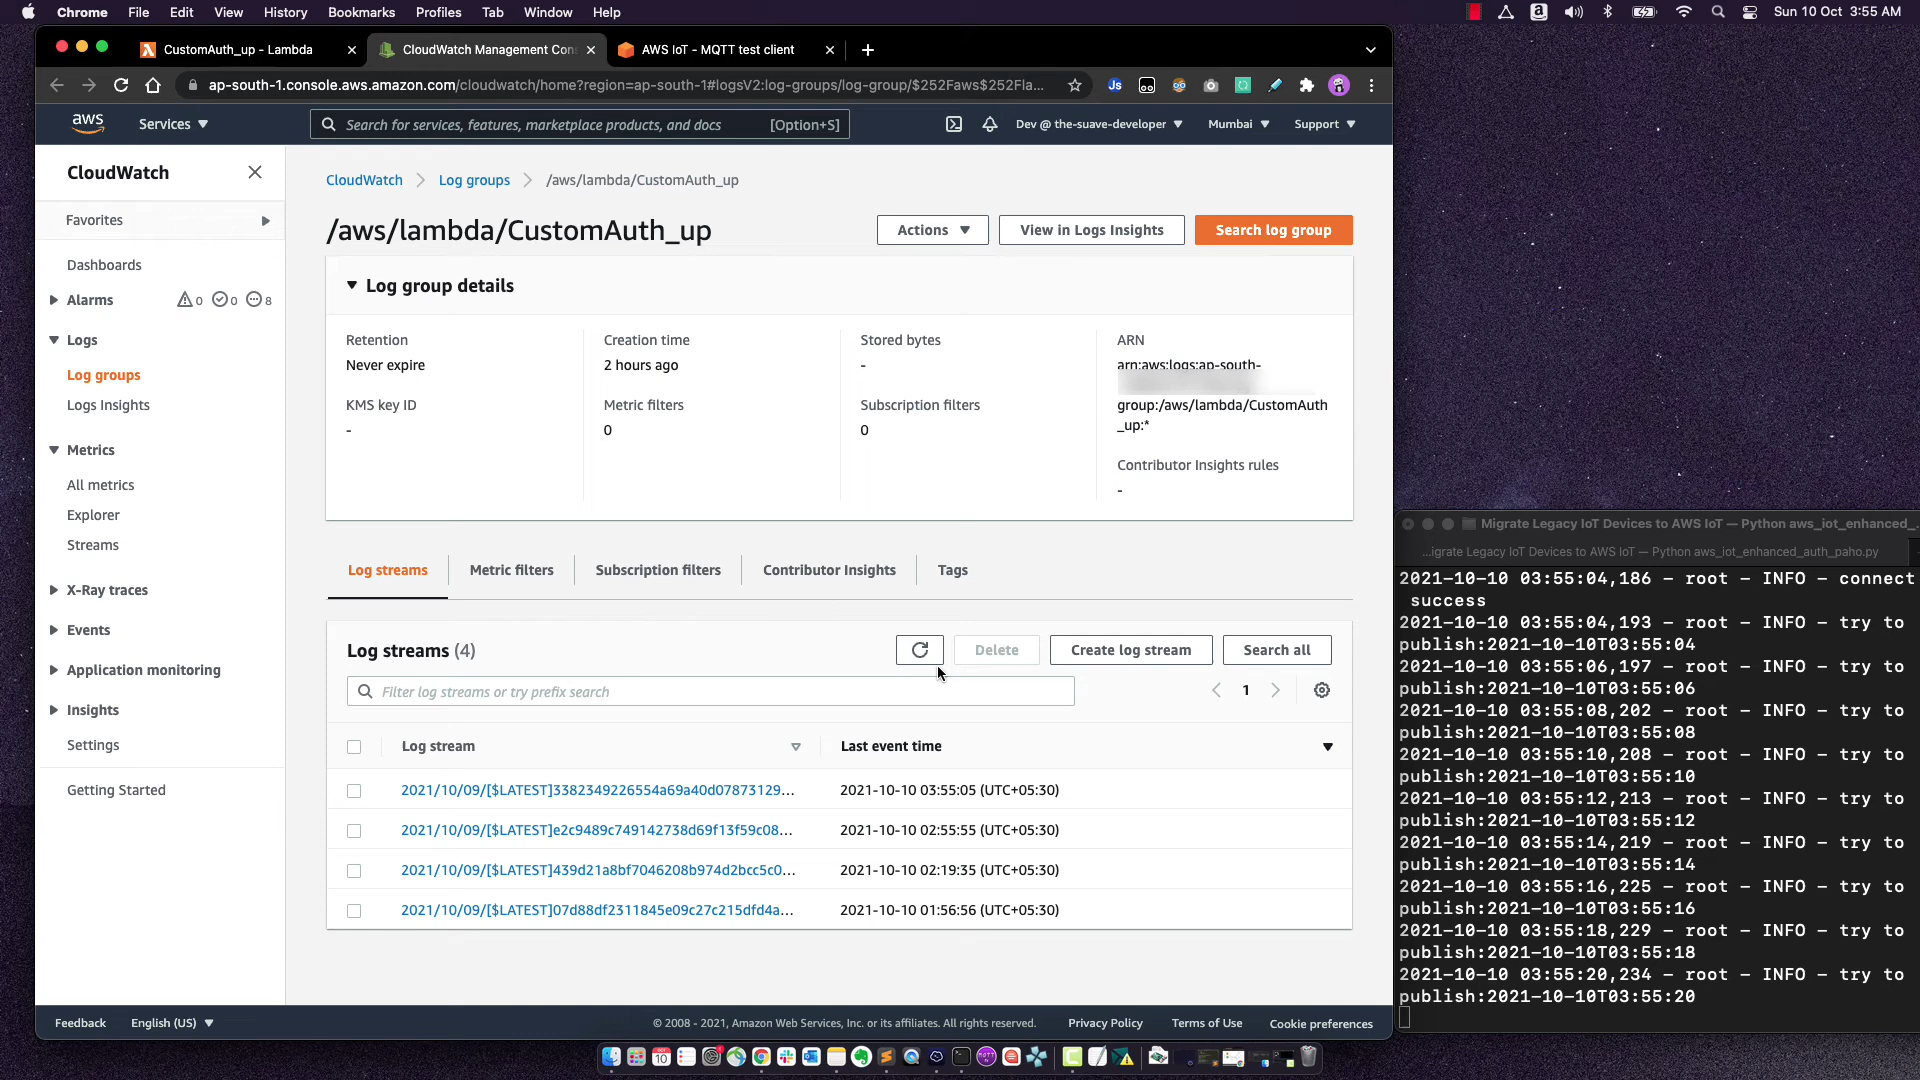 Chrome File Edit View History Bookmarks Profiles Tab Window Help
Sun 10 Oct 3:55 AM
CustomAuth_up - Lambda
CloudWatch Management Con
AWS IoT - MQTT test client
ap-south-1.console.aws.amazon.com/cloudwatch/home?region=ap-south-1#logsV2:log-groups/log-group/$252Faws$252Fla...
aws
Services
Search for services, features, marketplace products, and docs [Option+S]
Dev @ the-suave-developer
Mumbai
Support
CloudWatch
Favorites
Dashboards
Alarms 0 0 8
Logs
Log groups
Logs Insights
Metrics
All metrics
Explorer
Streams
X-Ray traces
Events
Application monitoring
Insights
Settings
Getting Started
CloudWatch
Log groups
/aws/lambda/CustomAuth_up
/aws/lambda/CustomAuth_up
Actions
View in Logs Insights
Search log group
Log group details
Retention
Never expire
KMS key ID
-
Creation time
2 hours ago
Metric filters
0
Stored bytes
-
Subscription filters
0
ARN
arn:aws:logs:ap-south-
group:/aws/lambda/CustomAuth
_up:*
Contributor Insights rules
-
Log streams
Metric filters
Subscription filters
Contributor Insights
Tags
Log streams (4)
Delete
Create log stream
Search all
Filter log streams or try prefix search
1
Log stream
Last event time
2021/10/09/[$LATEST]3382349226554a69a40d07873129... 2021-10-10 03:55:05 (UTC+05:30)
2021/10/09/[$LATEST]e2c9489c749142738d69f13f59c08... 2021-10-10 02:55:55 (UTC+05:30)
2021/10/09/[$LATEST]439d21a8bf7046208b974d2bcc5c0... 2021-10-10 02:19:35 (UTC+05:30)
2021/10/09/[$LATEST]07d88df2311845e09c27c215dfd4a... 2021-10-10 01:56:56 (UTC+05:30)
Feedback
English (US)
© 2008 - 2021, Amazon Web Services, Inc. or its affiliates. All rights reserved.
Privacy Policy
Terms of Use
Cookie preferences
Migrate Legacy IoT Devices to AWS IoT — Python aws_iot_enhanced_...
...igrate Legacy IoT Devices to AWS IoT — Python aws_iot_enhanced_auth_paho.py
2021-10-10 03:55:04,186 - root - INFO - connect
success
2021-10-10 03:55:04,193 - root - INFO - try to
publish:2021-10-10T03:55:04
2021-10-10 03:55:06,197 - root - INFO - try to
publish:2021-10-10T03:55:06
2021-10-10 03:55:08,202 - root - INFO - try to
publish:2021-10-10T03:55:08
2021-10-10 03:55:10,208 - root - INFO - try to
publish:2021-10-10T03:55:10
2021-10-10 03:55:12,213 - root - INFO - try to
publish:2021-10-10T03:55:12
2021-10-10 03:55:14,219 - root - INFO - try to
publish:2021-10-10T03:55:14
2021-10-10 03:55:16,225 - root - INFO - try to
publish:2021-10-10T03:55:16
2021-10-10 03:55:18,229 - root - INFO - try to
publish:2021-10-10T03:55:18
2021-10-10 03:55:20,234 - root - INFO - try to
publish:2021-10-10T03:55:20